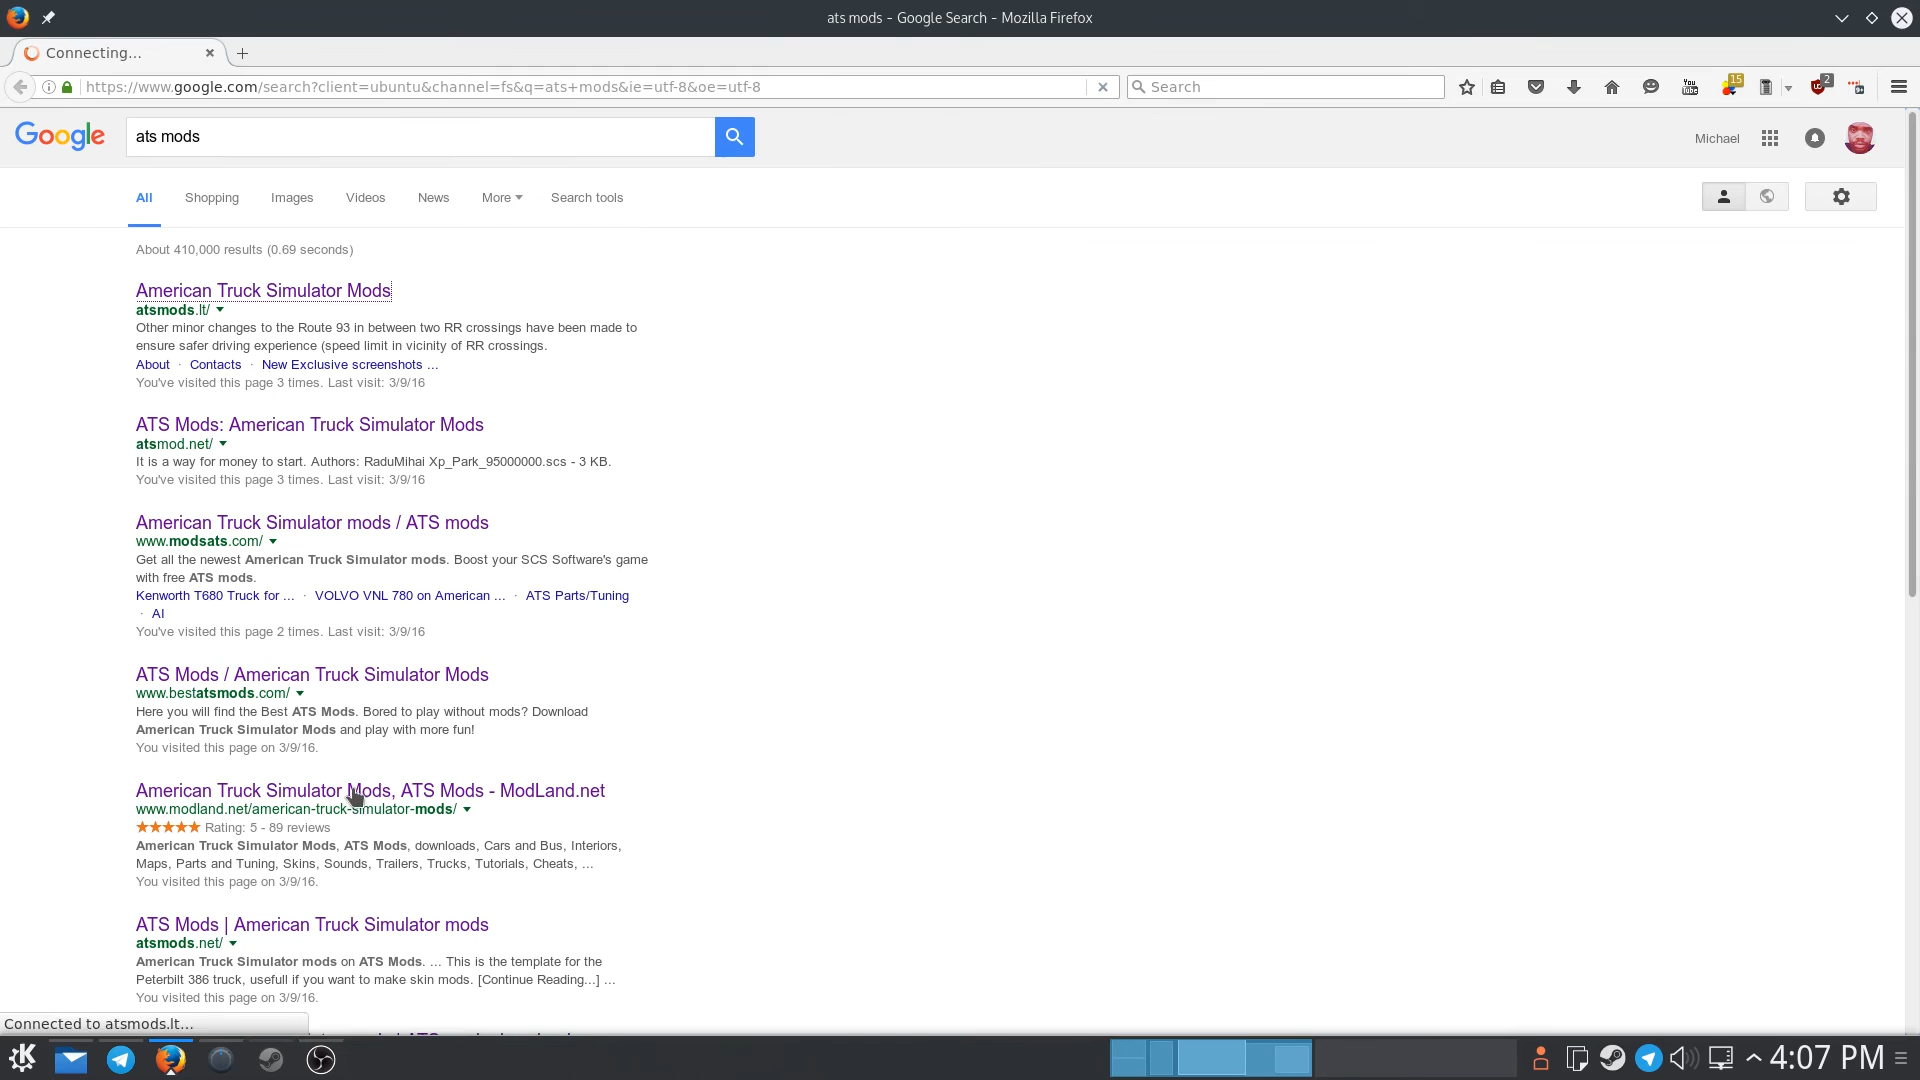 ats mods - Google Search - Mozilla Firefox
Connecting...
https://www.google.com/search?client=ubuntu&channel=fs&q=ats+mods&ie=utf-8&oe=utf-8
Search
You
Tube
15
2
Google
ats mods
Michael
All
Shopping
Images
Videos
News
More
Search tools
About 410,000 results (0.69 seconds)
American Truck Simulator Mods
atsmods.lt/
Other minor changes to the Route 93 in between two RR crossings have been made to
ensure safer driving experience (speed limit in vicinity of RR crossings.
About · Contacts · New Exclusive screenshots ...
You've visited this page 3 times. Last visit: 3/9/16
ATS Mods: American Truck Simulator Mods
atsmod.net/
It is a way for money to start. Authors: RaduMihai Xp_Park_95000000.scs - 3 KB.
You've visited this page 3 times. Last visit: 3/9/16
American Truck Simulator mods / ATS mods
www.modsats.com/
Get all the newest American Truck Simulator mods. Boost your SCS Software's game
with free ATS mods.
Kenworth T680 Truck for ... · VOLVO VNL 780 on American ... · ATS Parts/Tuning
· AI
You've visited this page 2 times. Last visit: 3/9/16
ATS Mods / American Truck Simulator Mods
www.bestatsmods.com/
Here you will find the Best ATS Mods. Bored to play without mods? Download
American Truck Simulator Mods and play with more fun!
You visited this page on 3/9/16.
American Truck Simulator Mods, ATS Mods - ModLand.net
www.modland.net/american-truck-simulator-mods/
Rating: 5 - 89 reviews
American Truck Simulator Mods, ATS Mods, downloads, Cars and Bus, Interiors,
Maps, Parts and Tuning, Skins, Sounds, Trailers, Trucks, Tutorials, Cheats, ...
You visited this page on 3/9/16.
ATS Mods | American Truck Simulator mods
atsmods.net/
American Truck Simulator mods on ATS Mods. ... This is the template for the
Peterbilt 386 truck, usefull if you want to make skin mods. [Continue Reading...] ...
You visited this page on 3/9/16.
Connected to atsmods.lt...
4:07 PM